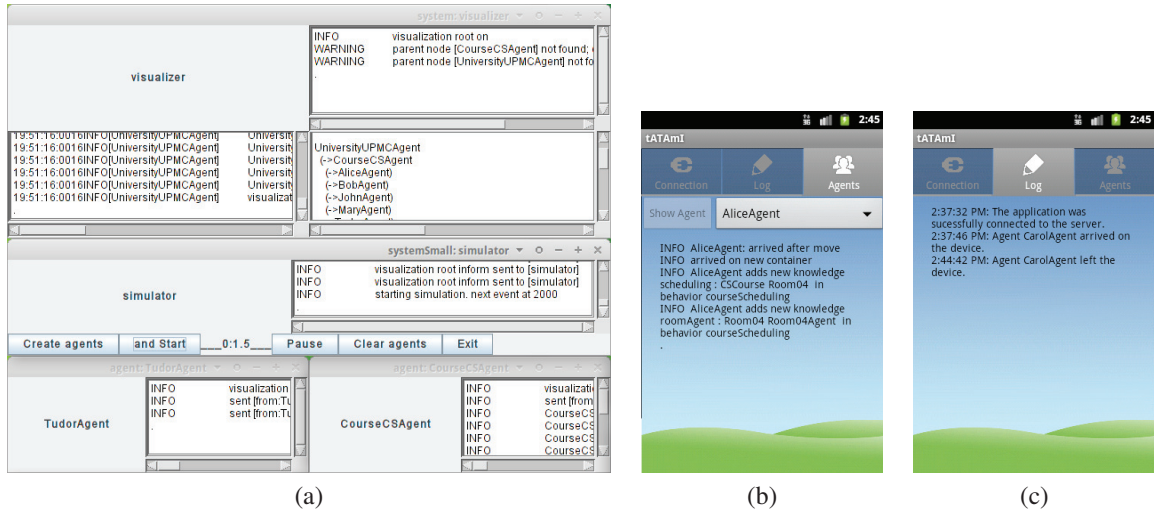 system: visualizer
visualizer
INFO visualization root on
WARNING parent node [CourseCSAgent] not found;
WARNING parent node [UniversityUPMCAgent] not fo
.
19:51:16:0016INFO[UniversityUPMCAgent] Universit
19:51:16:0016INFO[UniversityUPMCAgent] Universit
19:51:16:0016INFO[UniversityUPMCAgent] Universit
19:51:16:0016INFO[UniversityUPMCAgent] Universit
19:51:16:0016INFO[UniversityUPMCAgent] Universit
19:51:16:0016INFO[UniversityUPMCAgent] visualizat
.
UniversityUPMCAgent
(->CourseCSAgent
(->AliceAgent)
(->BobAgent)
(->JohnAgent)
(->MaryAgent)
systemSmall: simulator
simulator
INFO visualization root inform sent to [simulator]
INFO visualization root inform sent to [simulator]
INFO starting simulation. next event at 2000
.
Create agents and Start ___0:1.5___ Pause Clear agents Exit
agent: TudorAgent
TudorAgent
INFO visualization
INFO sent [from:Tu
INFO sent [from:Tu
.
agent: CourseCSAgent
CourseCSAgent
INFO visualizati
INFO sent [from
INFO CourseCS
INFO CourseCS
INFO CourseCS
INFO CourseCS
(a)
3G 2:45
tATAmI
Connection Log Agents
Show Agent AliceAgent
INFO AliceAgent: arrived after move
INFO arrived on new container
INFO AliceAgent adds new knowledge
scheduling : CSCourse Room04 in
behavior courseScheduling
INFO AliceAgent adds new knowledge
roomAgent : Room04 Room04Agent in
behavior courseScheduling
.
(b)
3G 2:45
tATAmI
Connection Log Agents
2:37:32 PM: The application was
sucessfully connected to the server.
2:37:46 PM: Agent CarolAgent arrived on
the device.
2:44:42 PM: Agent CarolAgent left the
device.
(c)